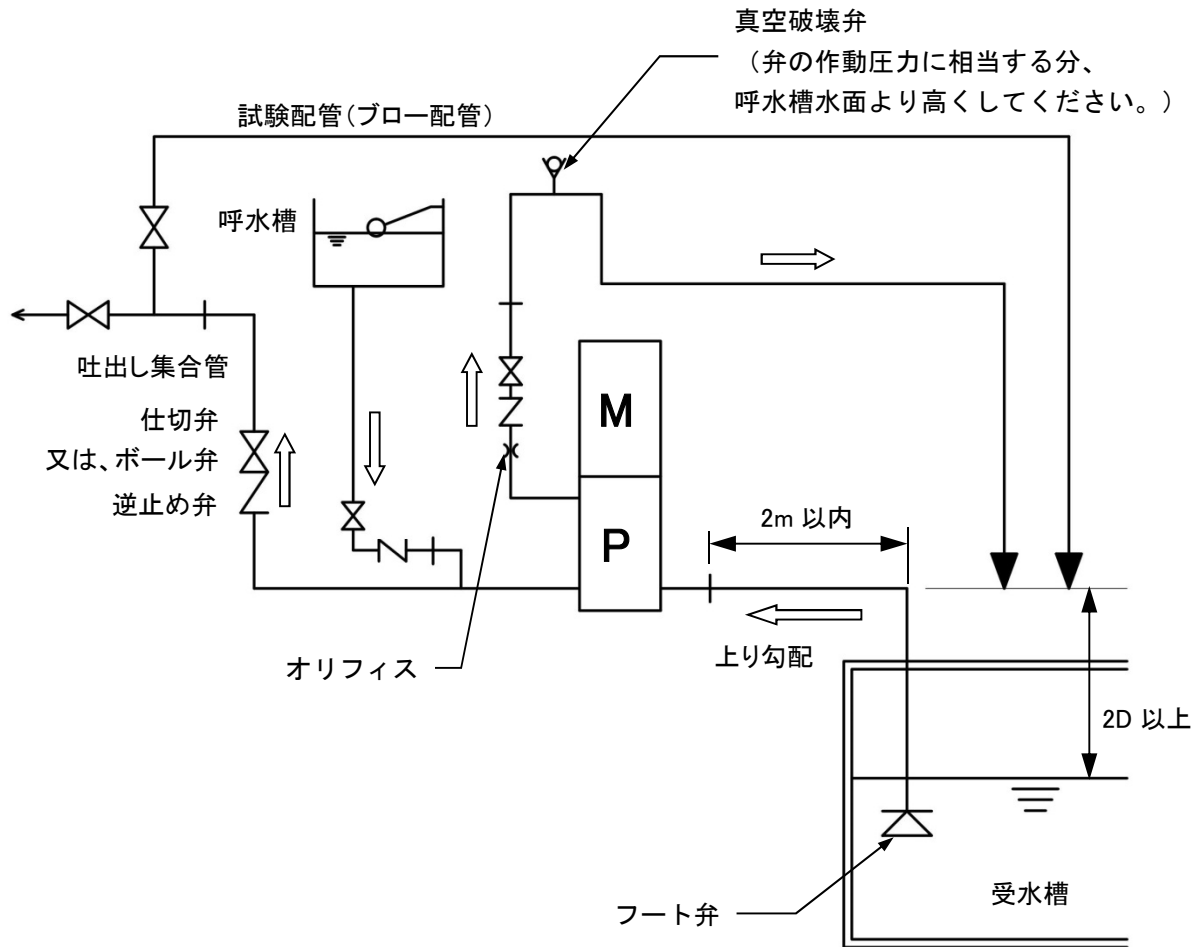 真空破壊弁
（弁の作動圧力に相当する分、
呼水槽水面より高くしてください。）
試験配管（ブロー配管）
呼水槽
吐出し集合管
仕切弁
又は、ボール弁
逆止め弁
M
P
2m 以内
オリフィス
上り勾配
2D 以上
フート弁
受水槽